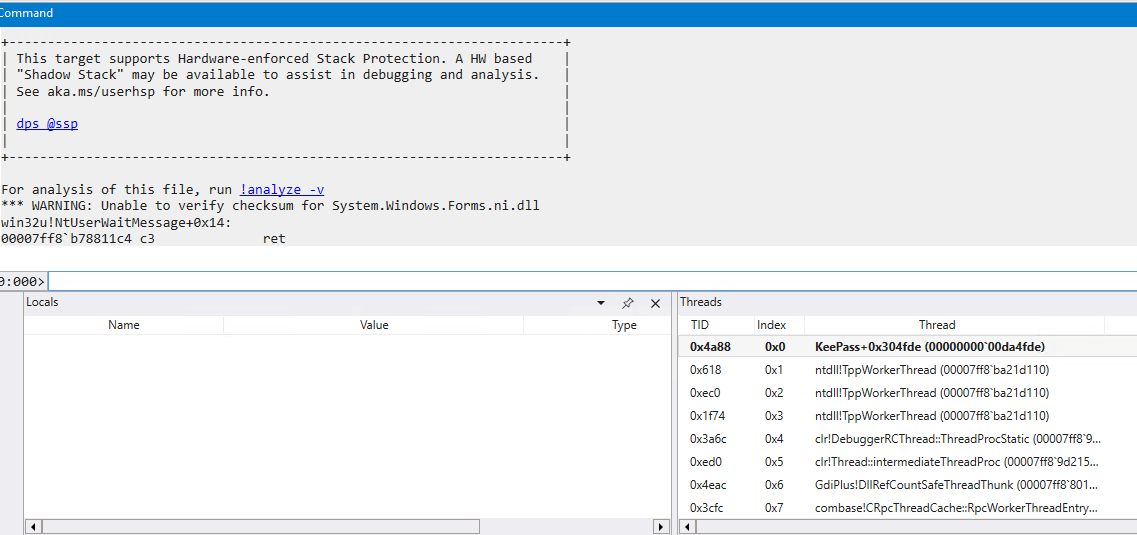 Command
+-----------------------------------------------------------------------+
| This target supports Hardware-enforced Stack Protection. A HW based |
| "Shadow Stack" may be available to assist in debugging and analysis. |
| See aka.ms/userhsp for more info. |
| |
| dps @ssp |
| |
+-----------------------------------------------------------------------+
For analysis of this file, run !analyze -v
*** WARNING: Unable to verify checksum for System.Windows.Forms.ni.dll
win32u!NtUserWaitMessage+0x14:
00007ff8`b78811c4 c3 ret
0:000>
Locals
Name Value Type
Threads
TID Index Thread
0x4a88 0x0 KeePass+0x304fde (00000000`00da4fde)
0x618 0x1 ntdll!TppWorkerThread (00007ff8`ba21d110)
0xec0 0x2 ntdll!TppWorkerThread (00007ff8`ba21d110)
0x1f74 0x3 ntdll!TppWorkerThread (00007ff8`ba21d110)
0x3a6c 0x4 clr!DebuggerRCThread::ThreadProcStatic (00007ff8`9...
0xed0 0x5 clr!Thread::intermediateThreadProc (00007ff8`9d215...
0x4eac 0x6 GdiPlus!DllRefCountSafeThreadThunk (00007ff8`801...
0x3cfc 0x7 combase!CRpcThreadCache::RpcWorkerThreadEntry...